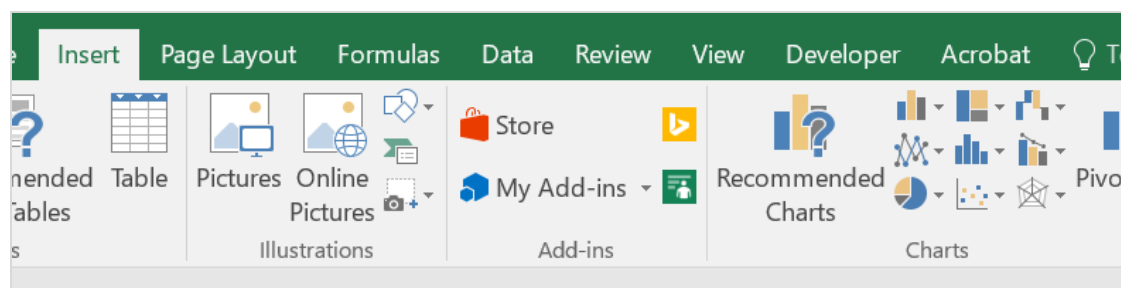 Insert Page Layout Formulas Data Review View Developer Acrobat
Store
My Add-ins
Table
Pictures
Online
Pictures
Recommended
Charts
Illustrations
Add-ins
Charts